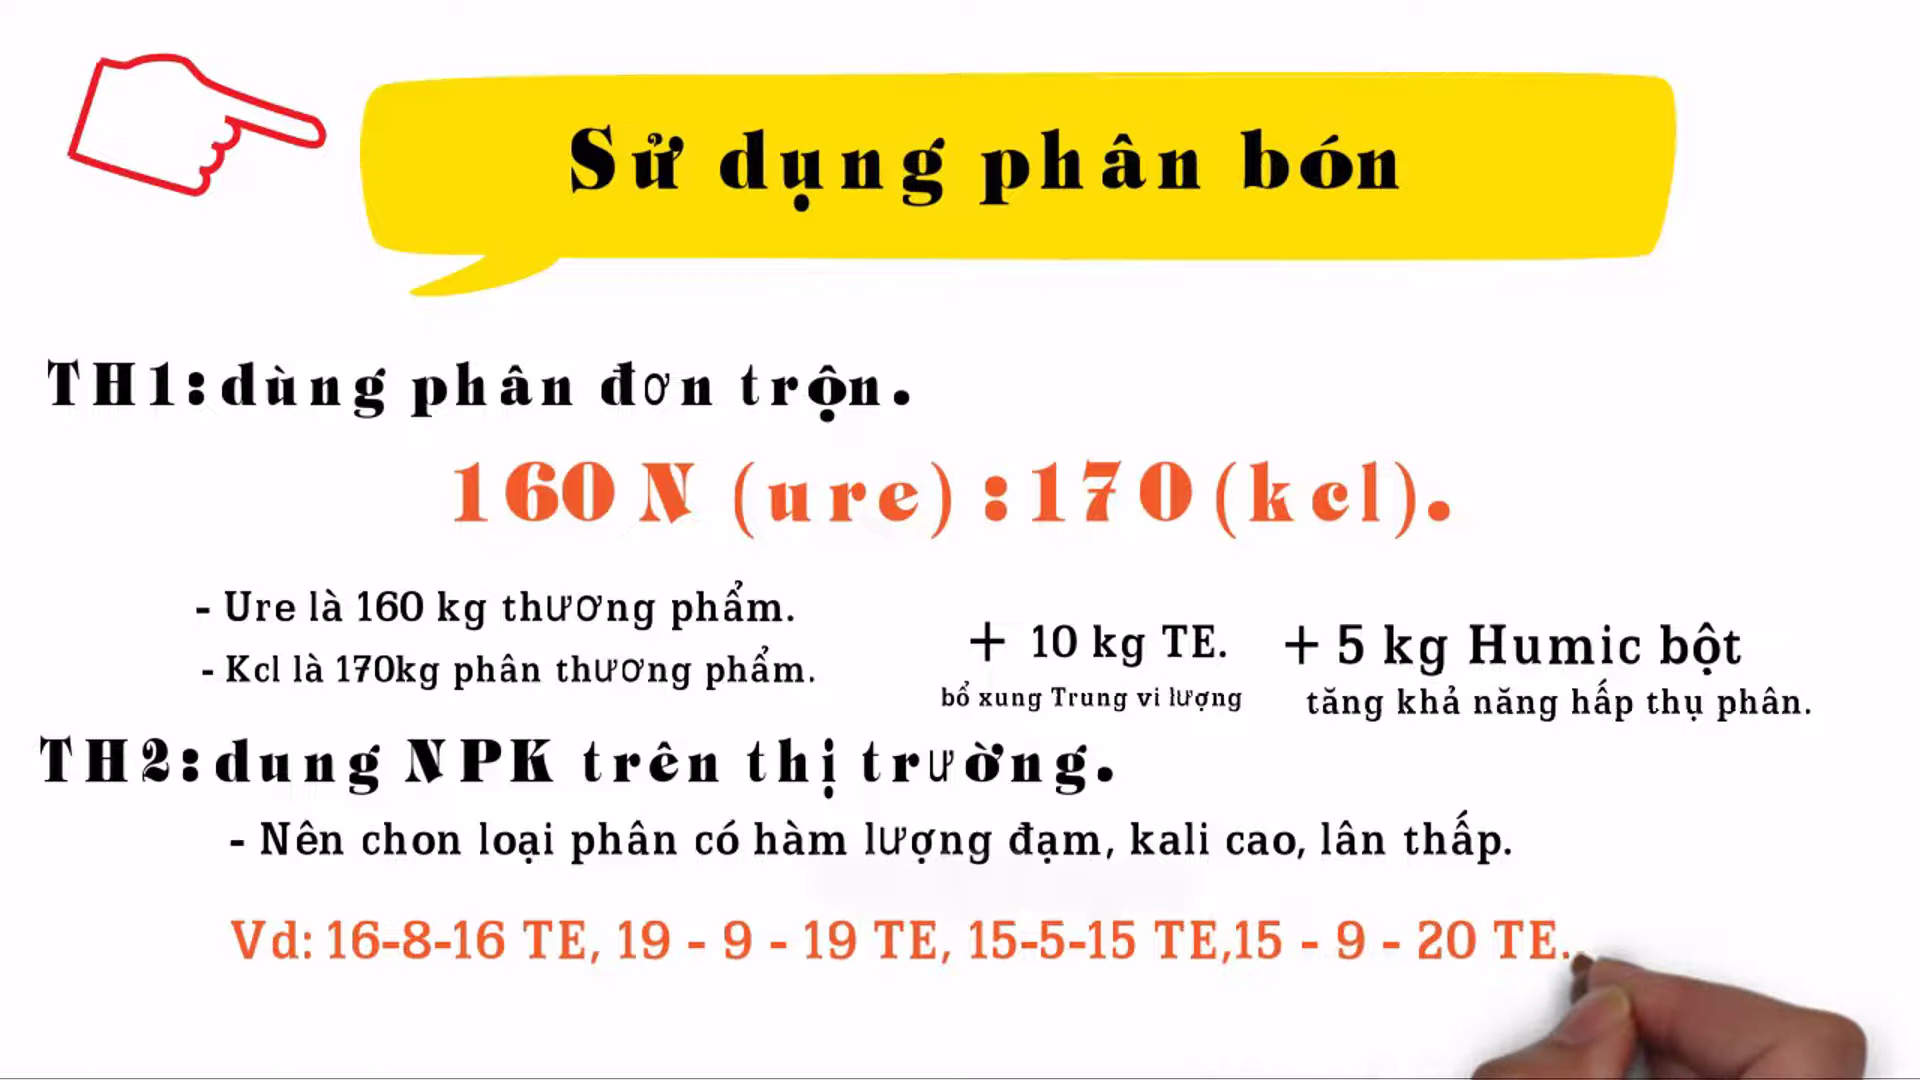 Sử dụng phân bón
TH1:dùng phân đơn trộn.
160 N (ure) :170(kcl).
- Ure là 160 kg thương phẩm.
- Kcl là 170kg phân thương phẩm.
+ 10 kg TE.
bổ xung Trung vi lượng
+ 5 kg Humic bột
tăng khả năng hấp thụ phân.
TH2:dung NPK trên thị trường.
- Nên chon loại phân có hàm lượng đạm, kali cao, lân thấp.
Vd: 16-8-16 TE, 19 - 9 - 19 TE, 15-5-15 TE,15 - 9 - 20 TE..